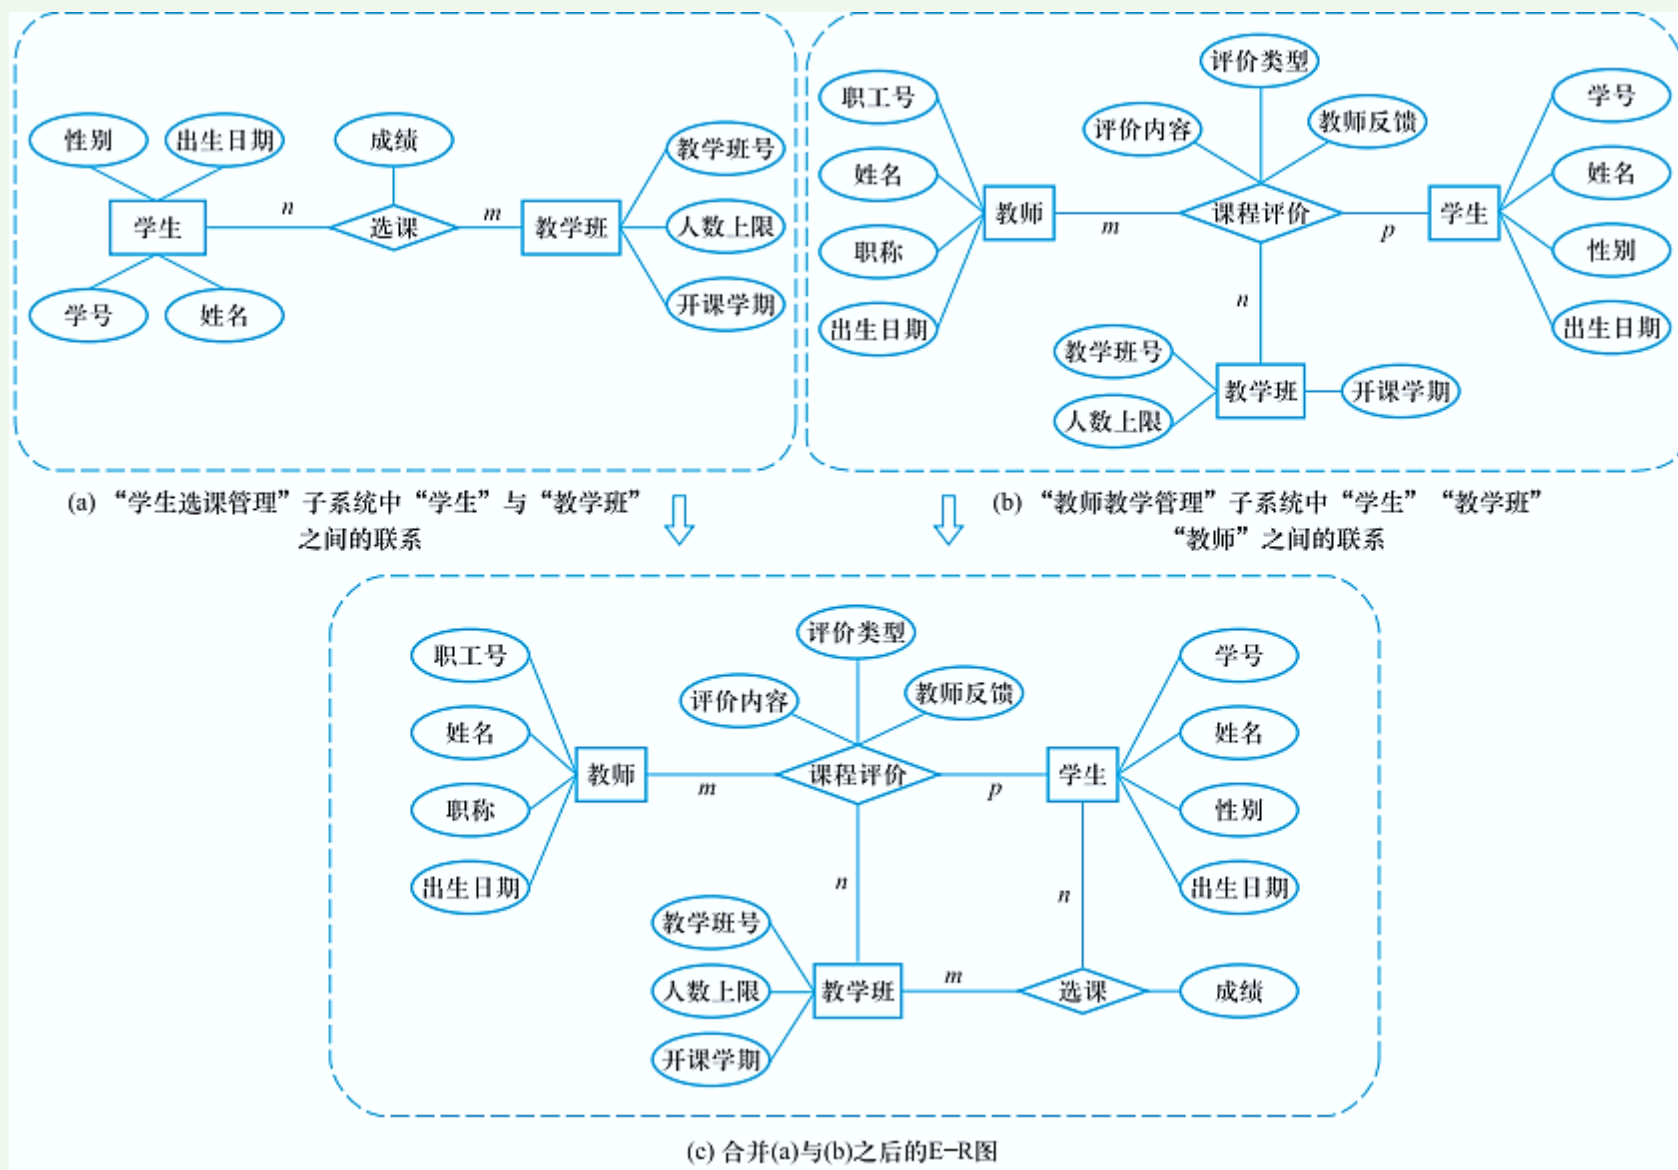 性别
出生日期
成绩
教学班号
学生
n
选课
m
教学班
人数上限
学号
姓名
开课学期
评价类型
职工号
评价内容
教师反馈
学号
姓名
姓名
教师
m
课程评价
p
学生
职称
性别
n
出生日期
出生日期
教学班号
教学班
开课学期
人数上限
(a) “学生选课管理”子系统中“学生”与“教学班”
之间的联系
(b) “教师教学管理”子系统中“学生”“教学班”
“教师”之间的联系
评价类型
职工号
评价内容
教师反馈
学号
姓名
姓名
教师
m
课程评价
p
学生
职称
性别
出生日期
n
n
出生日期
教学班号
人数上限
教学班
m
选课
成绩
开课学期
(c) 合并(a)与(b)之后的E-R图